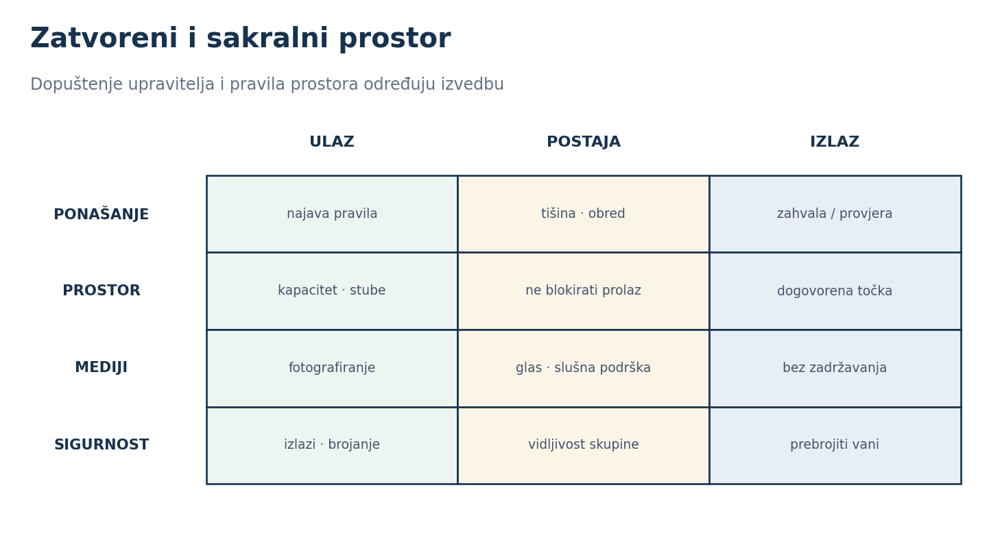 Zatvoreni i sakralni prostor
Dopuštenje upravitelja i pravila prostora određuju izvedbu
ULAZ POSTAJA IZLAZ
PONAŠANJE najava pravila tišina · obred zahvala / provjera
PROSTOR kapacitet · stube ne blokirati prolaz dogovorena točka
MEDIJI fotografiranje glas · slušna podrška bez zadržavanja
SIGURNOST izlazi · brojanje vidljivost skupine prebrojiti vani